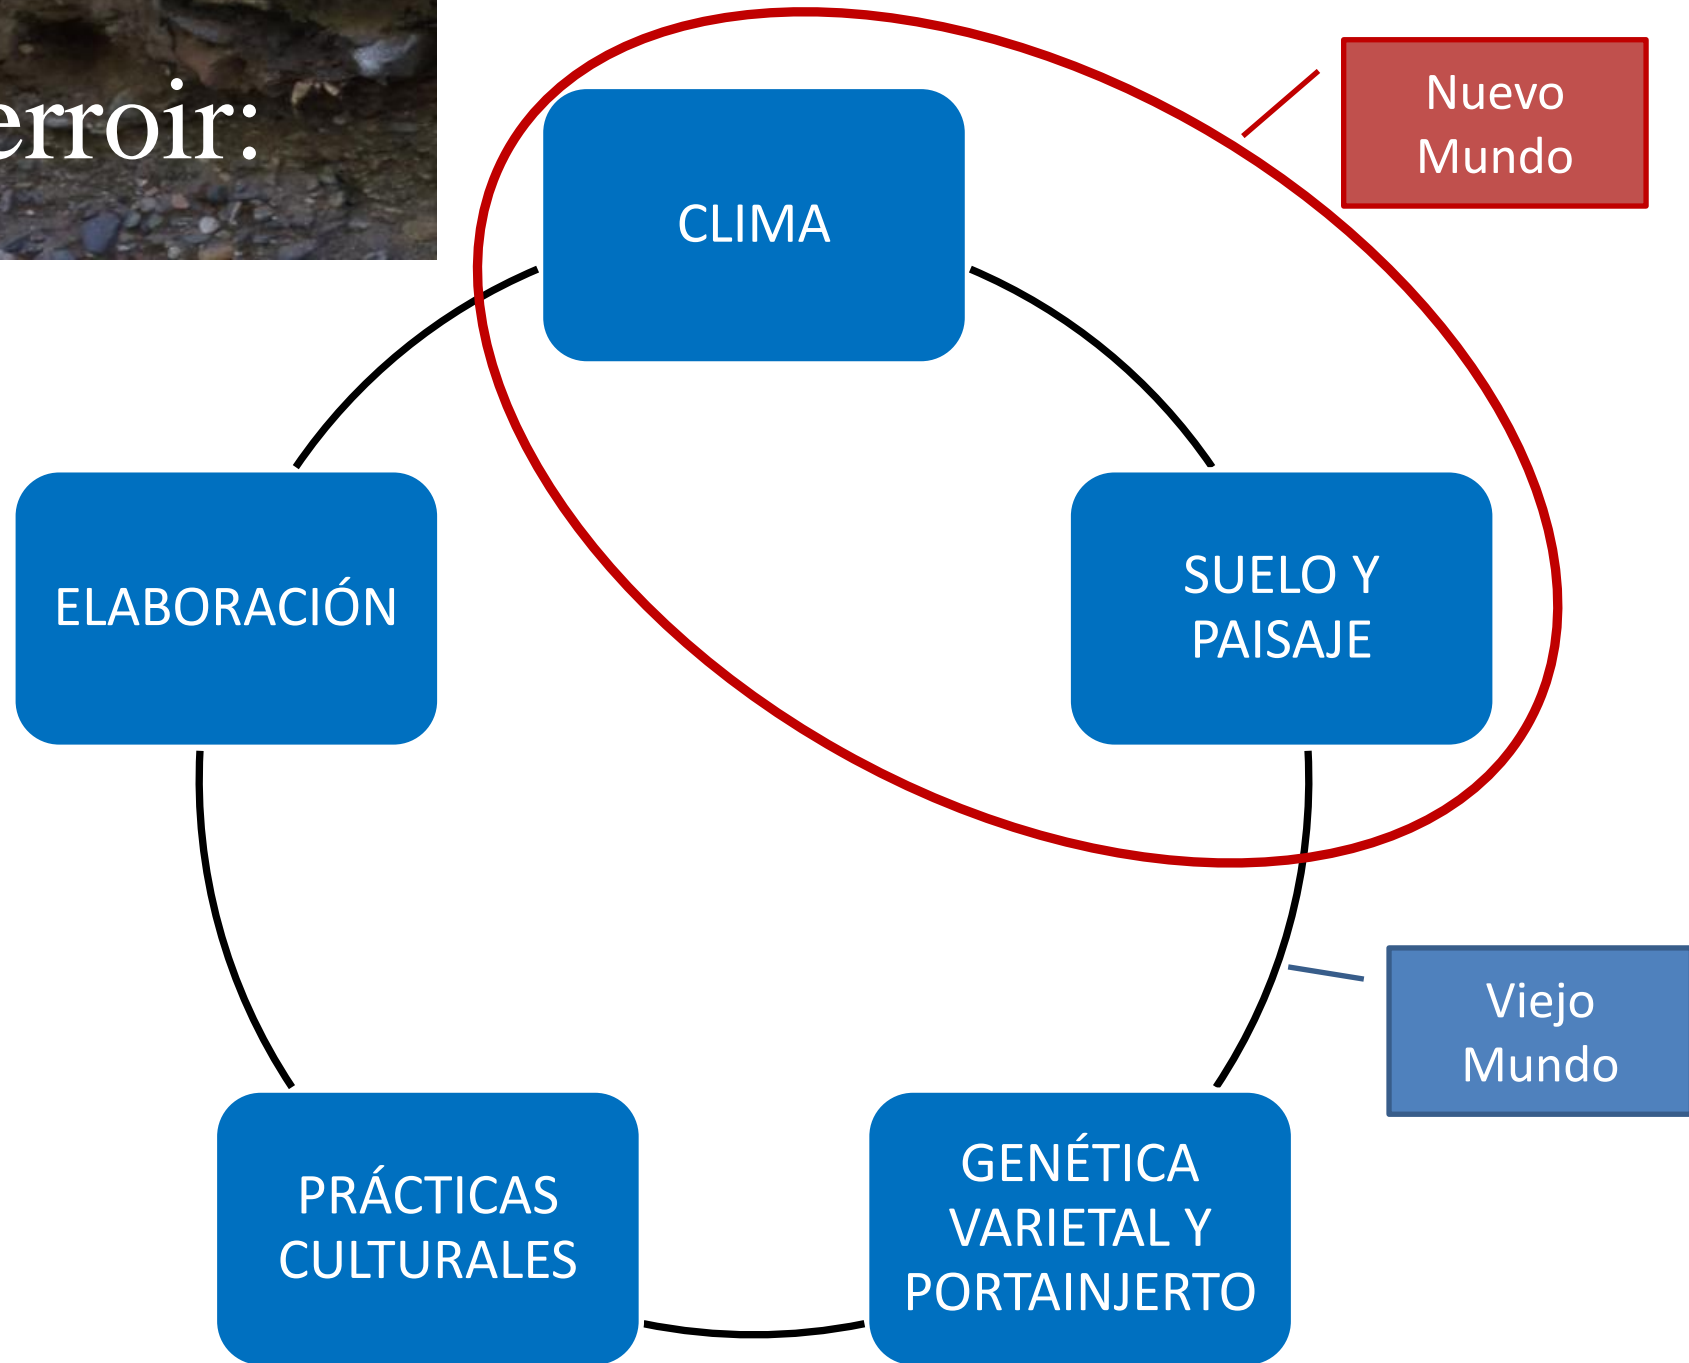 erroir:
Nuevo
Mundo
CLIMA
SUELO Y
PAISAJE
ELABORACIÓN
Viejo
Mundo
GENÉTICA
VARIETAL Y
PORTAINJERTO
PRÁCTICAS
CULTURALES